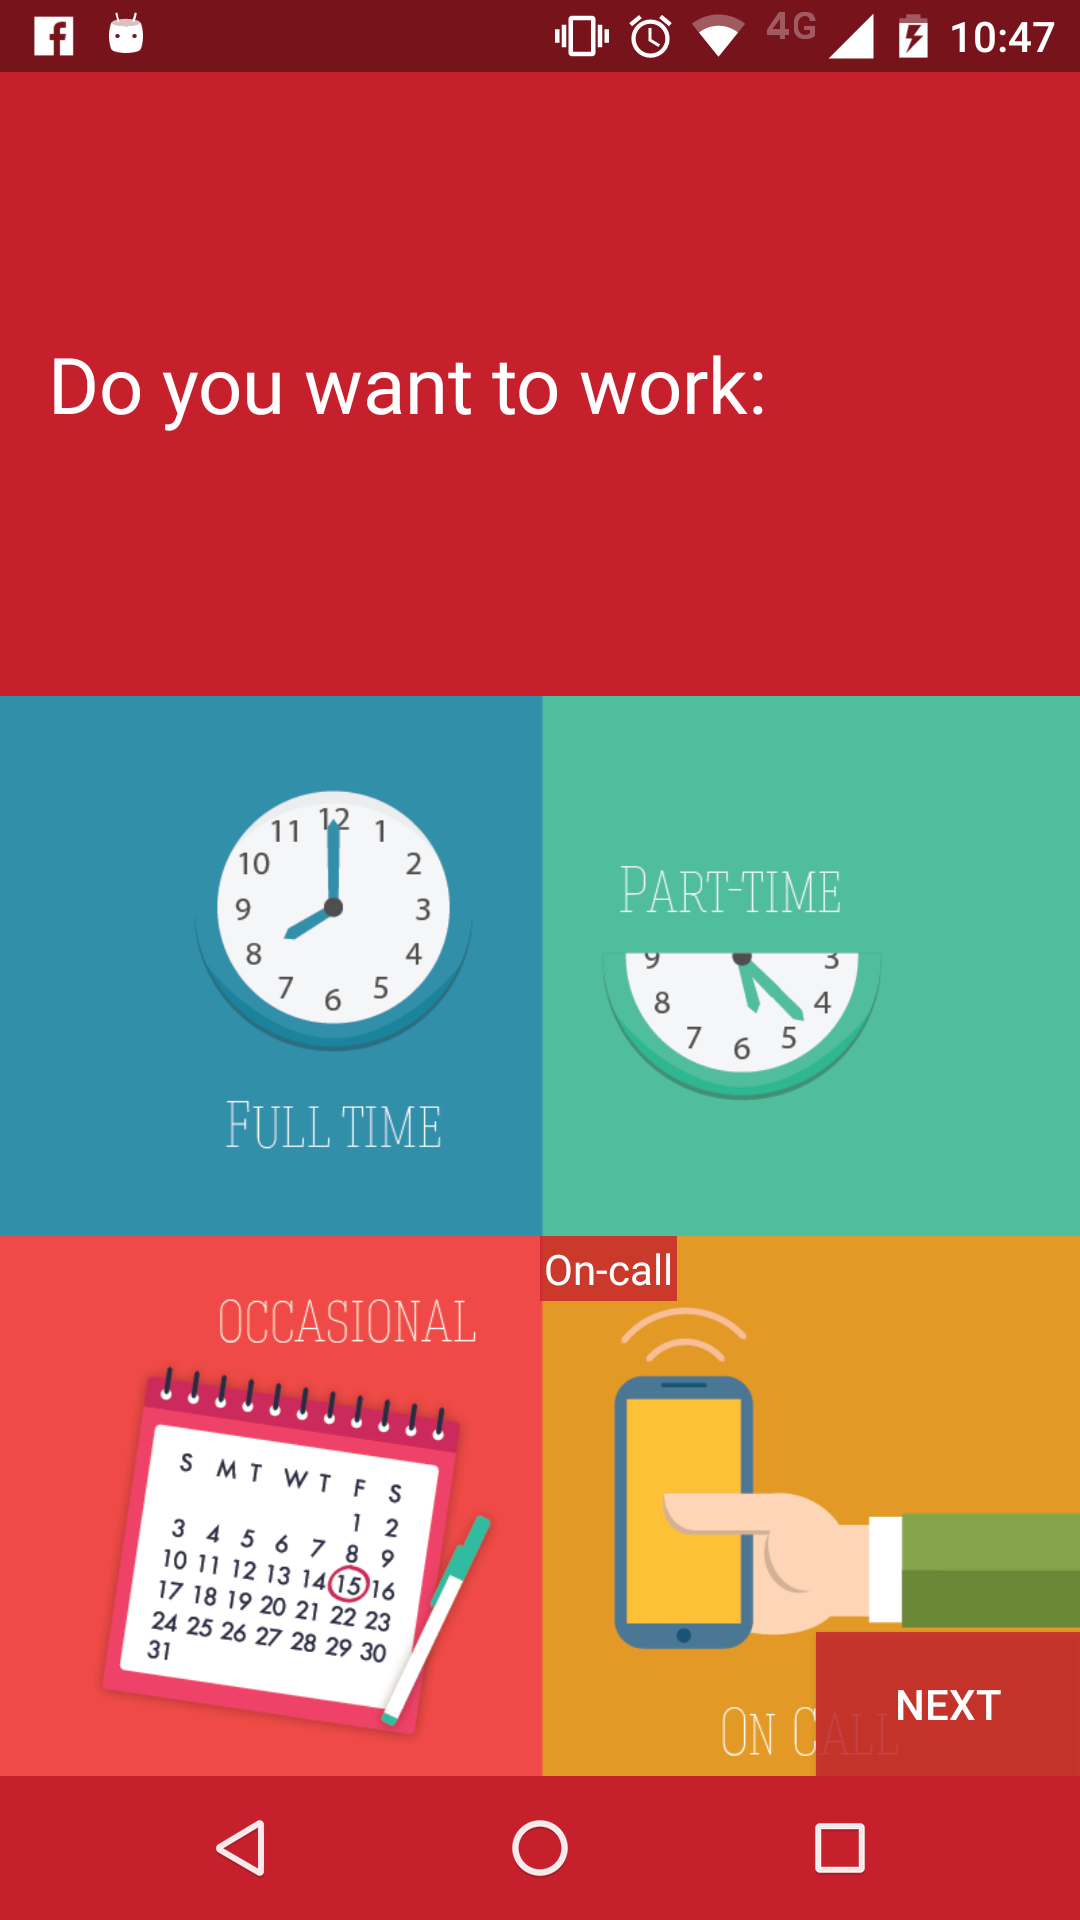 4G 10:47
Do you want to work:
12
11 1
10 2
9 3
8 4
7 5
6
FULL TIME
PART-TIME
9 3
8 4
7 5
6
OCCASIONAL
S M T W T F S
1 2
3 4 5 6 7 8 9
10 11 12 13 14 15 16
17 18 19 20 21 22 23
24 25 26 27 28 29 30
31
On-call
ON CALL
NEXT